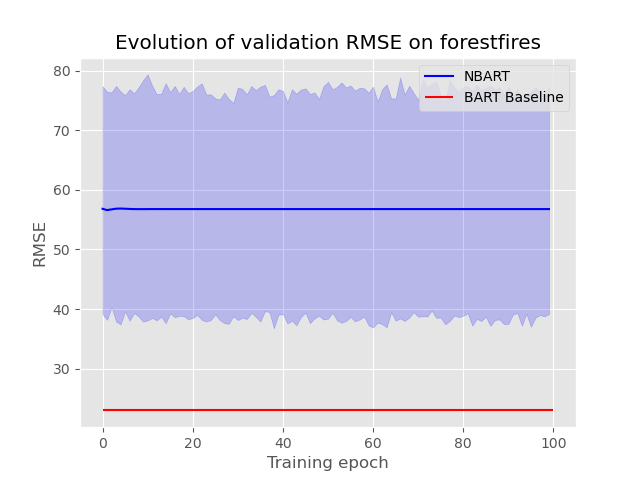 Evolution of validation RMSE on forestfires
NBART
BART Baseline
80
70
60
50
40
30
RMSE
0 20 40 60 80 100
Training epoch